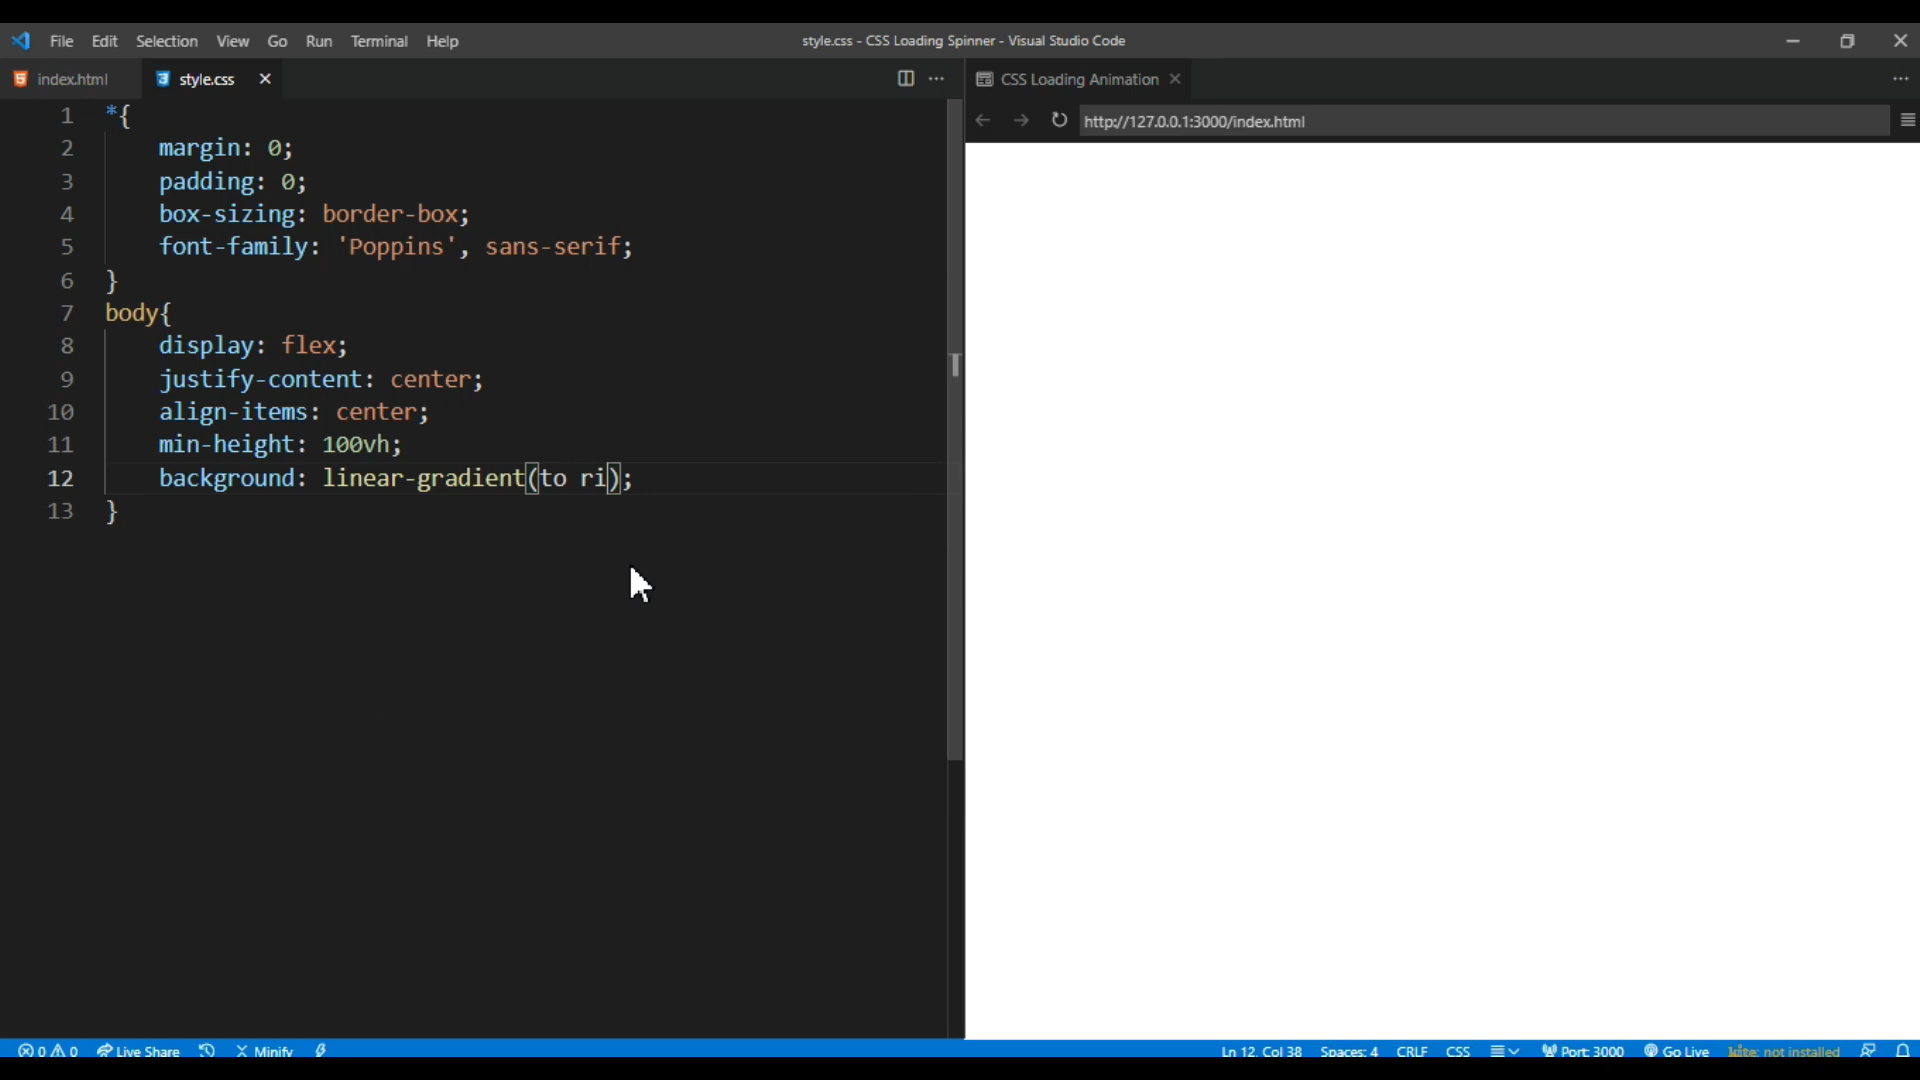 File Edit Selection View Go Run Terminal Help
style.css - CSS Loading Spinner - Visual Studio Code
index.html style.css
CSS Loading Animation
http://127.0.0.1:3000/index.html
1 *{
2 margin: 0;
3 padding: 0;
4 box-sizing: border-box;
5 font-family: 'Poppins', sans-serif;
6 }
7 body{
8 display: flex;
9 justify-content: center;
10 align-items: center;
11 min-height: 100vh;
12 background: linear-gradient(to ri);
13 }
0 0 Live Share Minify
Ln 12, Col 38 Spaces: 4 CRLF CSS Port: 3000 Go Live kite: not installed